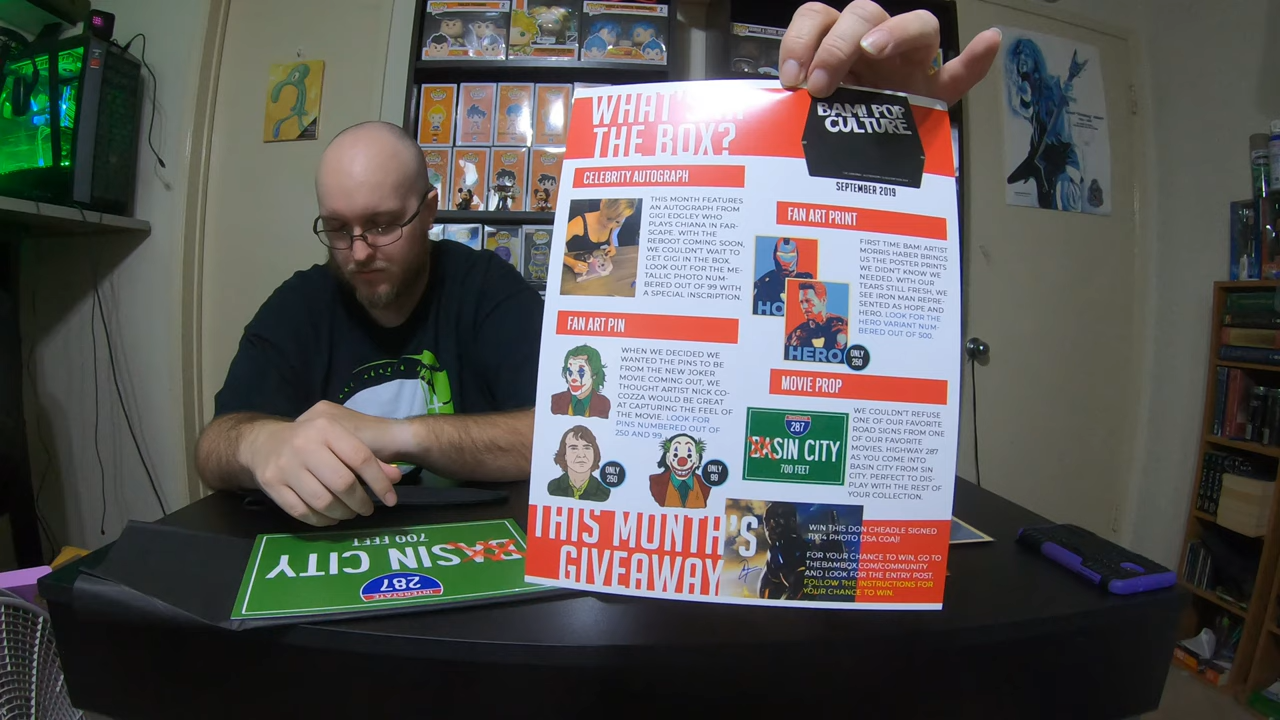 WHAT'S IN
THE BOX?
BAM! POP
CULTURE
SEPTEMBER 2019
CELEBRITY AUTOGRAPH
THIS MONTH FEATURES
AN AUTOGRAPH FROM
GIGI EDGLEY WHO
PLAYS CHIANA IN FAR-
SCAPE. WITH THE
REBOOT COMING SOON,
WE COULDN'T WAIT TO
GET GIGI IN THE BOX.
LOOK OUT FOR THE ME-
TALLIC PHOTO NUM-
BERED OUT OF 99 WITH
A SPECIAL INSCRIPTION.
FAN ART PRINT
FIRST TIME BAM! ARTIST
MORRIS HABER BRINGS
US THE POSTER PRINTS
WE DIDN'T KNOW WE
NEEDED. WITH OUR
TEARS STILL FRESH, WE
SEE IRON MAN REPRE-
SENTED AS HOPE AND
HERO. LOOK FOR THE
HERO VARIANT NUM-
BERED OUT OF 500.
HO
HERO
ONLY
250
FAN ART PIN
WHEN WE DECIDED WE
WANTED THE PINS TO BE
FROM THE NEW JOKER
MOVIE COMING OUT, WE
THOUGHT ARTIST NICK CO-
COZZA WOULD BE GREAT
AT CAPTURING THE FEEL OF
THE MOVIE. LOOK FOR
PINS NUMBERED OUT OF
250 AND 99.
ONLY
250
ONLY
99
MOVIE PROP
WE COULDN'T REFUSE
ONE OF OUR FAVORITE
ROAD SIGNS FROM ONE
OF OUR FAVORITE
MOVIES. HIGHWAY 287
AS YOU COME INTO
BASIN CITY FROM SIN
CITY. PERFECT TO DIS-
PLAY WITH THE REST OF
YOUR COLLECTION.
287
BASIN CITY
700 FEET
THIS MONTH'S
GIVEAWAY
WIN THIS DON CHEADLE SIGNED
11X14 PHOTO (JSA COA)!
FOR YOUR CHANCE TO WIN, GO TO
THEBAMBOX.COM/COMMUNITY
AND LOOK FOR THE ENTRY POST.
FOLLOW THE INSTRUCTIONS FOR
YOUR CHANCE TO WIN.
INTERSTATE
287
BASIN CITY
700 FEET